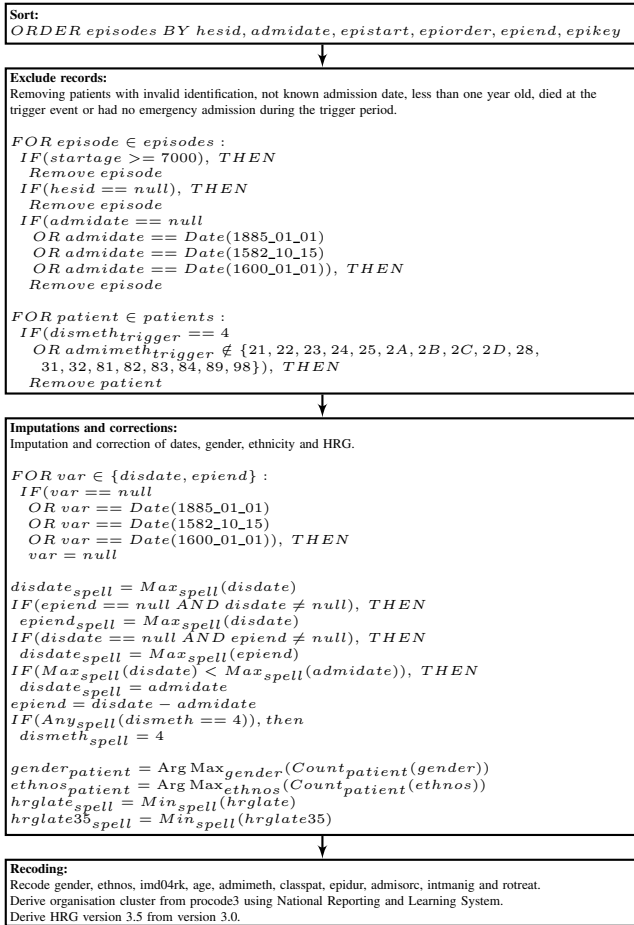 Sort:
ORDER episodes BY hesid, admidate, epistart, epiorder, epiend, epikey
Exclude records:
Removing patients with invalid identification, not known admission date, less than one year old, died at the
trigger event or had no emergency admission during the trigger period.
FOR episode ∈ episodes :
IF(startage >= 7000), THEN
Remove episode
IF(hesid == null), THEN
Remove episode
IF(admidate == null
OR admidate == Date(1885_01_01)
OR admidate == Date(1582_10_15)
OR admidate == Date(1600_01_01)), THEN
Remove episode
FOR patient ∈ patients :
IF(dismeth_trigger == 4
OR admimeth_trigger ∉ {21, 22, 23, 24, 25, 2A, 2B, 2C, 2D, 28,
31, 32, 81, 82, 83, 84, 89, 98}), THEN
Remove patient
Imputations and corrections:
Imputation and correction of dates, gender, ethnicity and HRG.
FOR var ∈ {disdate, epiend} :
IF(var == null
OR var == Date(1885_01_01)
OR var == Date(1582_10_15)
OR var == Date(1600_01_01)), THEN
var = null
disdate_spell = Max_spell(disdate)
IF(epiend == null AND disdate ≠ null), THEN
epiend_spell = Max_spell(disdate)
IF(disdate == null AND epiend ≠ null), THEN
disdate_spell = Max_spell(epiend)
IF(Max_spell(disdate) < Max_spell(admidate)), THEN
disdate_spell = admidate
epiend = disdate − admidate
IF(Any_spell(dismeth == 4)), then
dismeth_spell = 4
gender_patient = Arg Max_gender(Count_patient(gender))
ethnos_patient = Arg Max_ethnos(Count_patient(ethnos))
hrglate_spell = Min_spell(hrglate)
hrglate35_spell = Min_spell(hrglate35)
Recoding:
Recode gender, ethnos, imd04rk, age, admimeth, classpat, epidur, admisorc, intmanig and rotreat.
Derive organisation cluster from procode3 using National Reporting and Learning System.
Derive HRG version 3.5 from version 3.0.